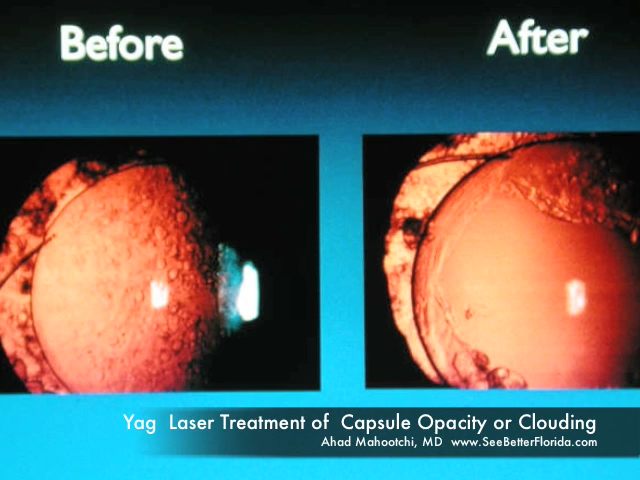 Before
After
Yag Laser Treatment of Capsule Opacity or Clouding
Ahad Mahootchi, MD www.SeeBetterFlorida.com